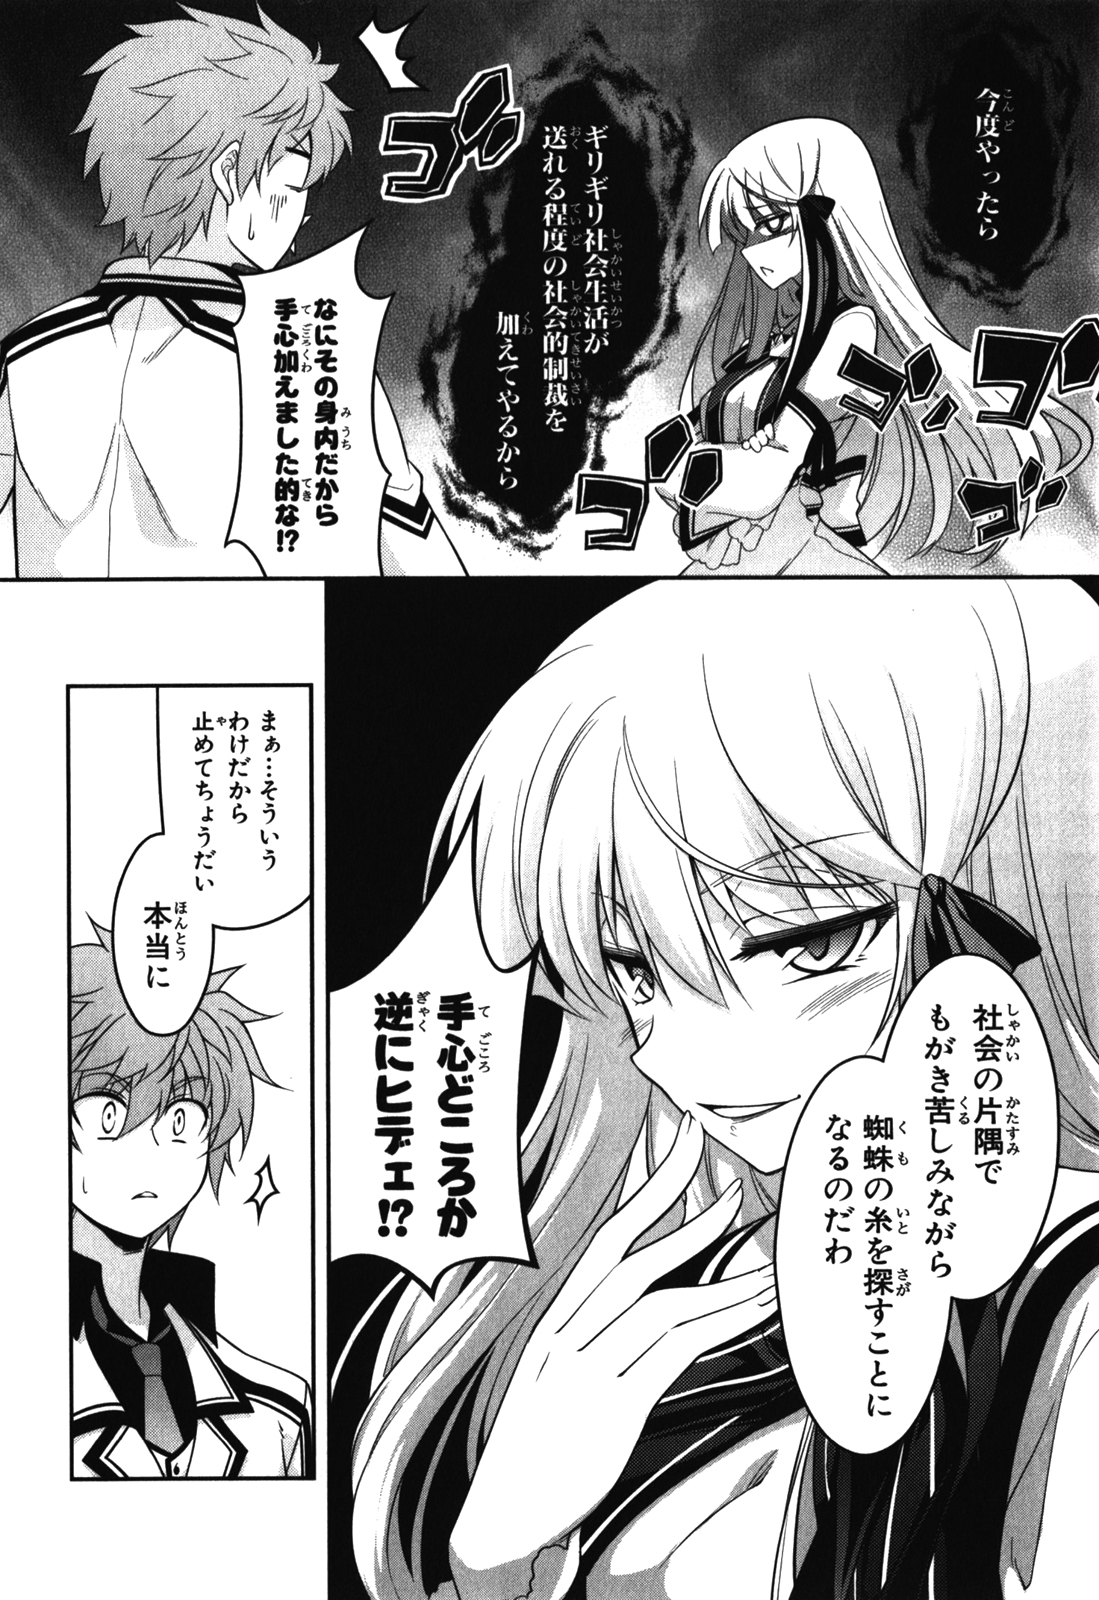 今度やったら
ギリギリ社会生活が
送れる程度の社会的制裁を
加えてやるから
ゴゴゴゴゴゴ
なにその身内だから
手心加えました的な!?
社会の片隅で
もがき苦しみながら
蜘蛛の糸を探すことに
なるのだわ
手心どころか
逆にヒデェ!?
まぁ…そういう
わけだから
止めてちょうだい
本当に